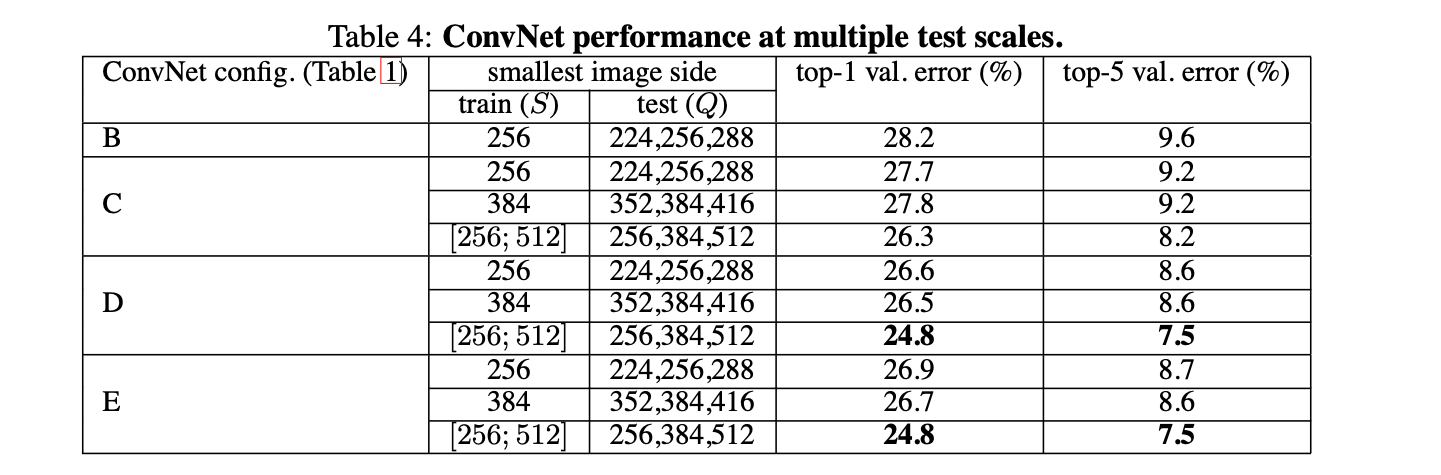 Table 4: ConvNet performance at multiple test scales.
ConvNet config. (Table 1) smallest image side top-1 val. error (%) top-5 val. error (%)
train (S) test (Q)
B 256 224,256,288 28.2 9.6
256 224,256,288 27.7 9.2
C 384 352,384,416 27.8 9.2
[256; 512] 256,384,512 26.3 8.2
256 224,256,288 26.6 8.6
D 384 352,384,416 26.5 8.6
[256; 512] 256,384,512 24.8 7.5
256 224,256,288 26.9 8.7
E 384 352,384,416 26.7 8.6
[256; 512] 256,384,512 24.8 7.5